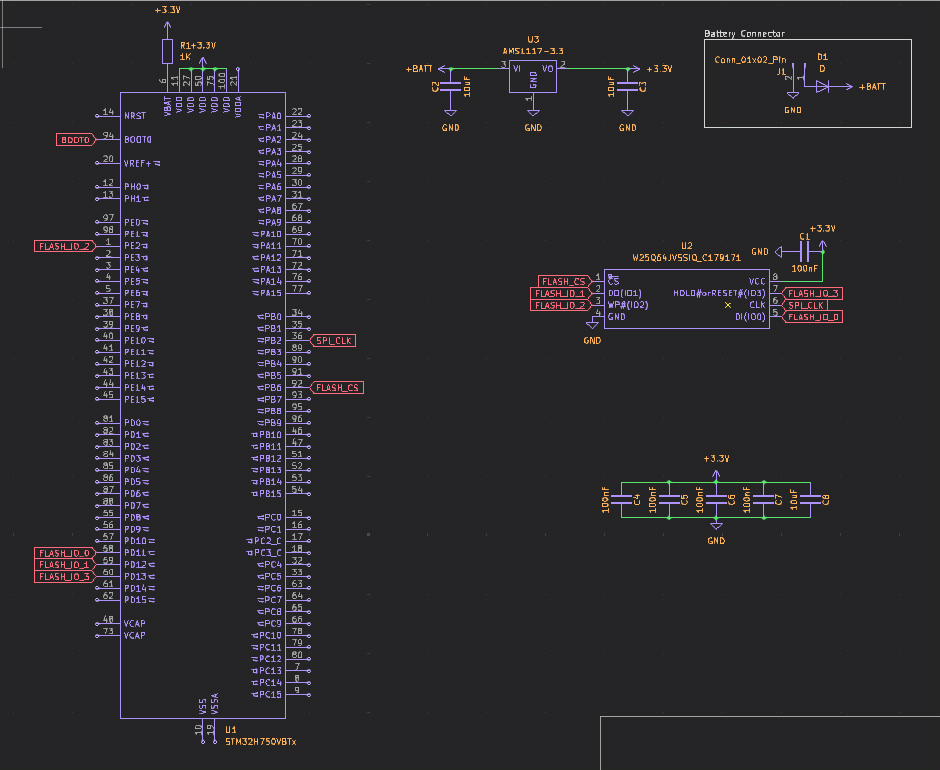 +3.3V
R1
+3.3V
1K
6
11
27
50
75
100
21
VBAT
VDD
VDD
VDD
VDD
VDD
VDDA
14 NRST
BOOT0 94 BOOT0
20 VREF+
12 PH0
13 PH1
97 PE0
98 PE1
FLASH_IO_2 1 PE2
2 PE3
3 PE4
4 PE5
5 PE6
37 PE7
38 PE8
39 PE9
40 PE10
41 PE11
42 PE12
43 PE13
44 PE14
45 PE15
81 PD0
82 PD1
83 PD2
84 PD3
85 PD4
86 PD5
87 PD6
88 PD7
55 PD8
56 PD9
57 PD10
FLASH_IO_0 58 PD11
FLASH_IO_1 59 PD12
FLASH_IO_3 60 PD13
61 PD14
62 PD15
48 VCAP
73 VCAP
PA0 22
PA1 23
PA2 24
PA3 25
PA4 28
PA5 29
PA6 30
PA7 31
PA8 67
PA9 68
PA10 69
PA11 70
PA12 71
PA13 72
PA14 76
PA15 77
PB0 34
PB1 35
PB2 36 SPI_CLK
PB3 89
PB4 90
PB5 91
PB6 92 FLASH_CS
PB7 93
PB8 95
PB9 96
PB10 46
PB11 47
PB12 51
PB13 52
PB14 53
PB15 54
PC0 15
PC1 16
PC2_C 17
PC3_C 18
PC4 32
PC5 33
PC6 63
PC7 64
PC8 65
PC9 66
PC10 78
PC11 79
PC12 80
PC13 7
PC14 8
PC15 9
VSS
VSSA
10
19
U1
STM32H750VBTx
U3
AMS1117-3.3
+BATT
3
VI
VO
2
+3.3V
GND
1
C2
10uF
10uF
C3
GND
GND
GND
Battery Connector
Conn_01x02_Pin
J1
2
1
D1
D
+BATT
GND
+3.3V
C1
GND
100nF
U2
W25Q64JVSSIQ_C179171
FLASH_CS 1 CS
FLASH_IO_1 2 DO(IO1)
FLASH_IO_2 3 WP#(IO2)
4 GND
GND
VCC 8
HOLD#orRESET#(IO3) 7 FLASH_IO_3
CLK 6 SPI_CLK
DI(IO0) 5 FLASH_IO_0
+3.3V
100nF
C4
100nF
C5
100nF
C6
100nF
C7
10uF
C8
GND